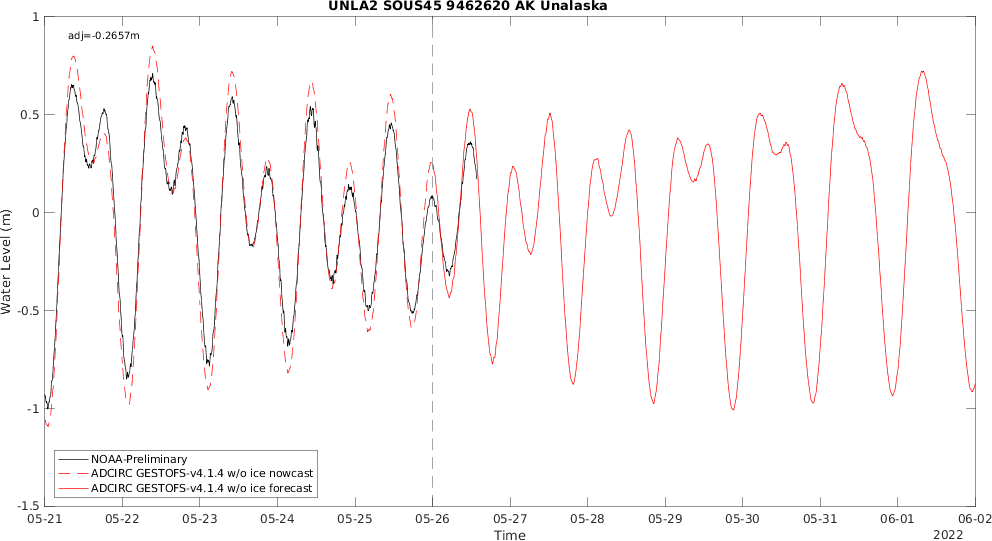 UNLA2 SOUS45 9462620 AK Unalaska
adj=-0.2657m
1
0.5
0
-0.5
-1
-1.5
Water Level (m)
NOAA-Preliminary
ADCIRC GESTOFS-v4.1.4 w/o ice nowcast
ADCIRC GESTOFS-v4.1.4 w/o ice forecast
05-21 05-22 05-23 05-24 05-25 05-26 05-27 05-28 05-29 05-30 05-31 06-01 06-02
Time
2022